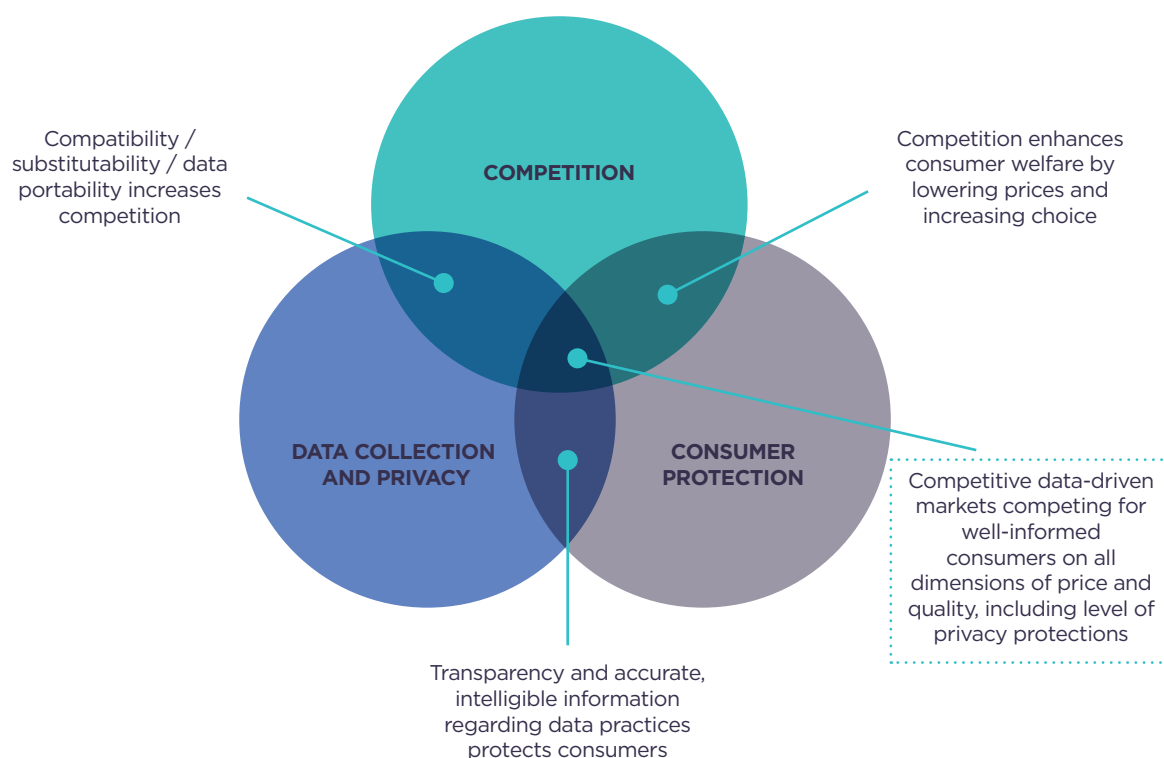 COMPETITION
Compatibility /
substitutability / data
portability increases
competition
Competition enhances
consumer welfare by
lowering prices and
increasing choice
DATA COLLECTION
AND PRIVACY
CONSUMER
PROTECTION
Competitive data-driven
markets competing for
well-informed
consumers on all
dimensions of price and
quality, including level of
privacy protections
Transparency and accurate,
intelligible information
regarding data practices
protects consumers